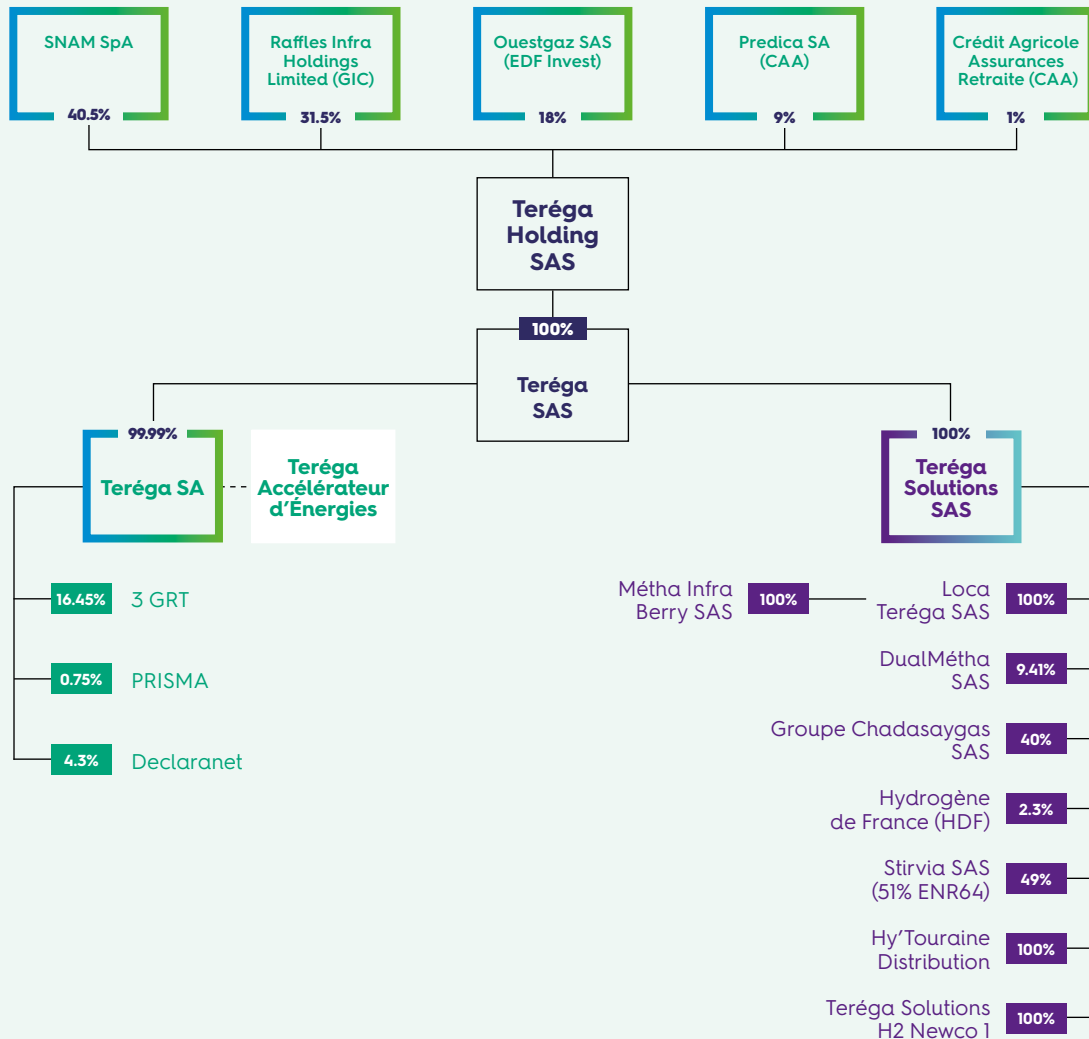 SNAM SpA
40.5%
Raffles Infra
Holdings
Limited (GIC)
31.5%
Ouestgaz SAS
(EDF Invest)
18%
Predica SA
(CAA)
9%
Crédit Agricole
Assurances
Retraite (CAA)
1%
Teréga
Holding
SAS
100%
Teréga
SAS
99.99%
Teréga SA
Teréga
Accélérateur
d’Énergies
16.45%
3 GRT
0.75%
PRISMA
4.3%
Declaranet
100%
Teréga
Solutions
SAS
Métha Infra
Berry SAS
100%
Loca
Teréga SAS
100%
DualMétha
SAS
9.41%
Groupe Chadasaygas
SAS
40%
Hydrogène
de France (HDF)
2.3%
Stirvia SAS
(51% ENR64)
49%
Hy’Touraine
Distribution
100%
Teréga Solutions
H2 Newco 1
100%